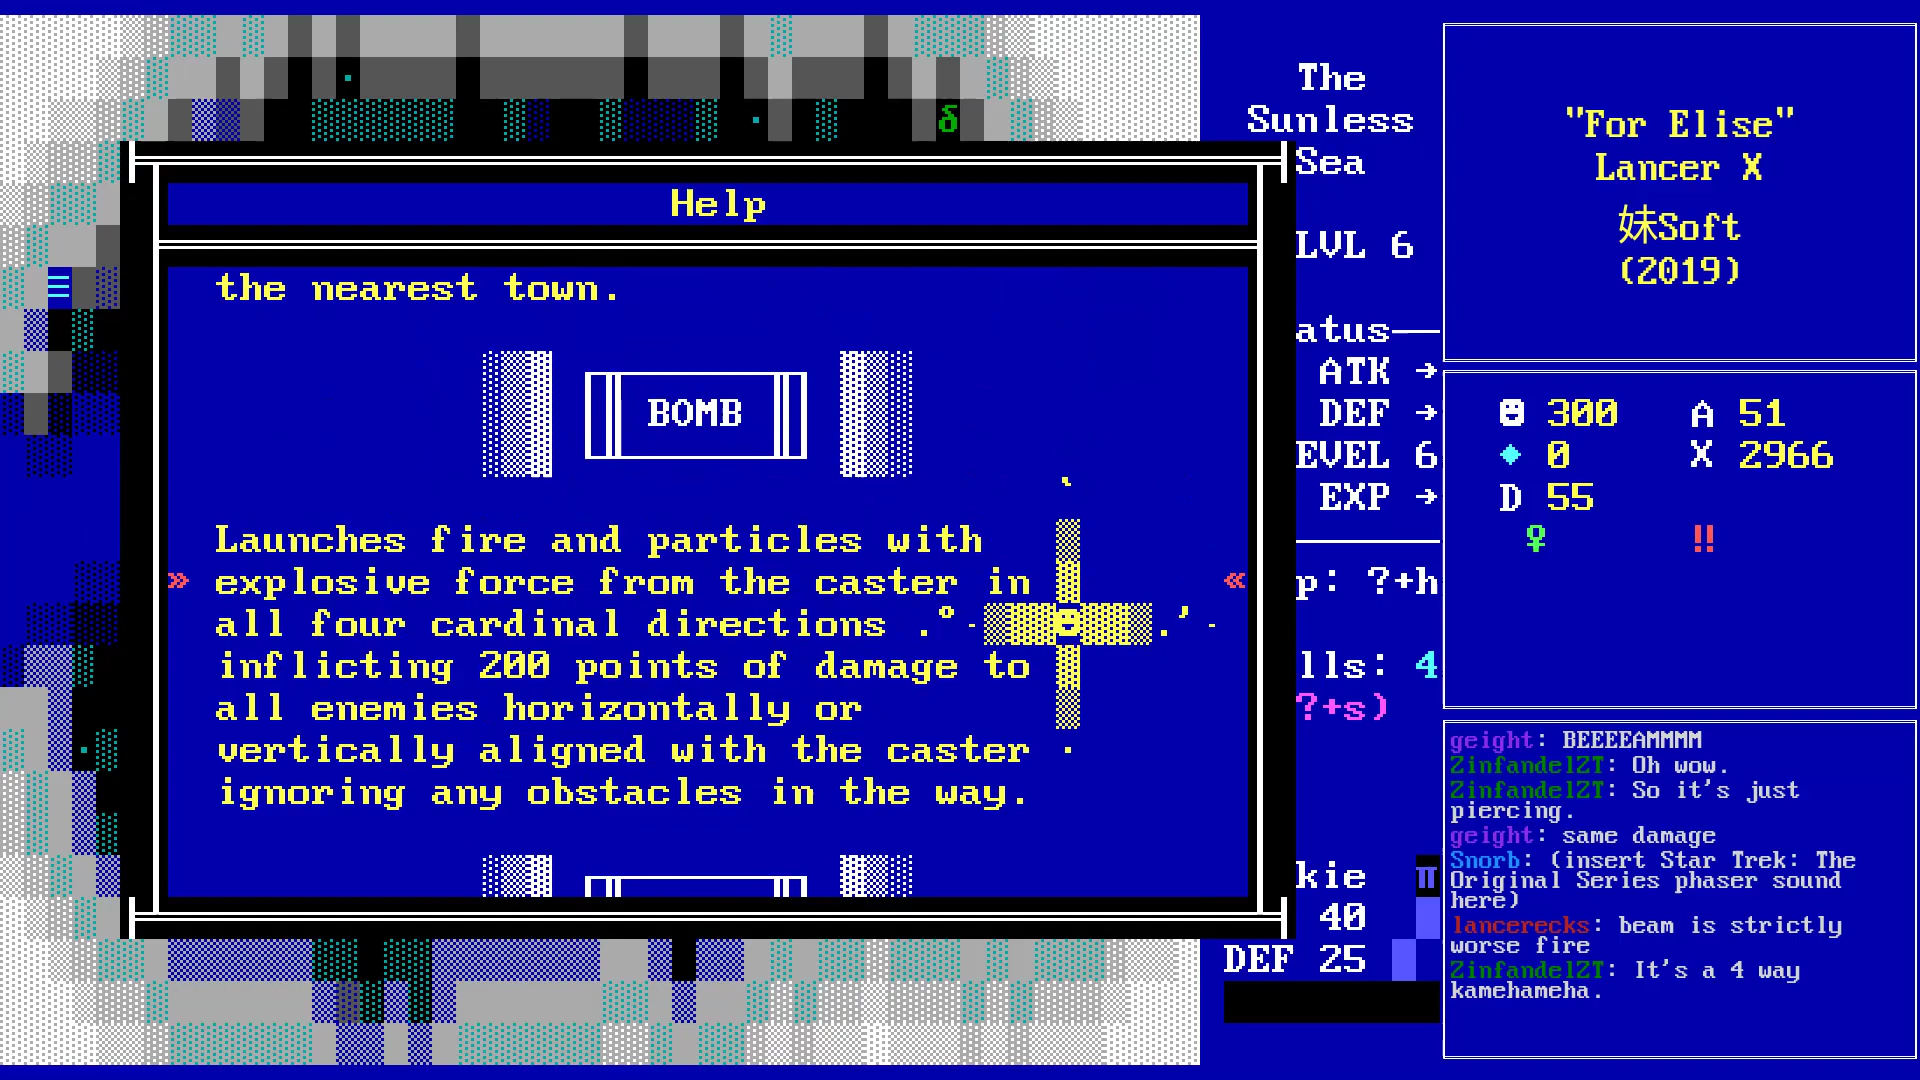 The
Sunless
Sea
LVL 6
atus
ATK →
DEF →
EVEL 6
EXP →
p: ?+h
lls: 4
?+s)
kie π
40
DEF 25
δ
≡
Help
the nearest town.
BOMB
Launches fire and particles with
» explosive force from the caster in «
all four cardinal directions
inflicting 200 points of damage to
all enemies horizontally or
vertically aligned with the caster
ignoring any obstacles in the way.
"For Elise"
Lancer X
妹Soft
(2019)
☻ 300 A 51
♦ 0 X 2966
D 55
♀ ‼
geight: BEEEEAMMMM
ZinfandelZT: Oh wow.
ZinfandelZT: So it's just
piercing.
geight: same damage
Snorb: (insert Star Trek: The
Original Series phaser sound
here)
lancerecks: beam is strictly
worse fire
ZinfandelZT: It's a 4 way
kamehameha.